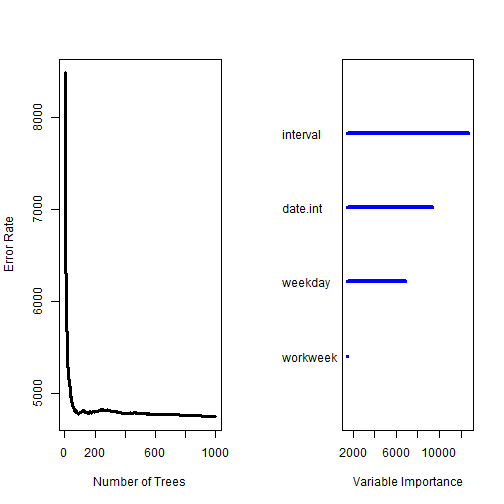 Error Rate
8000
7000
6000
5000
0 200 600 1000
Number of Trees
interval
date.int
weekday
workweek
2000 6000 10000
Variable Importance